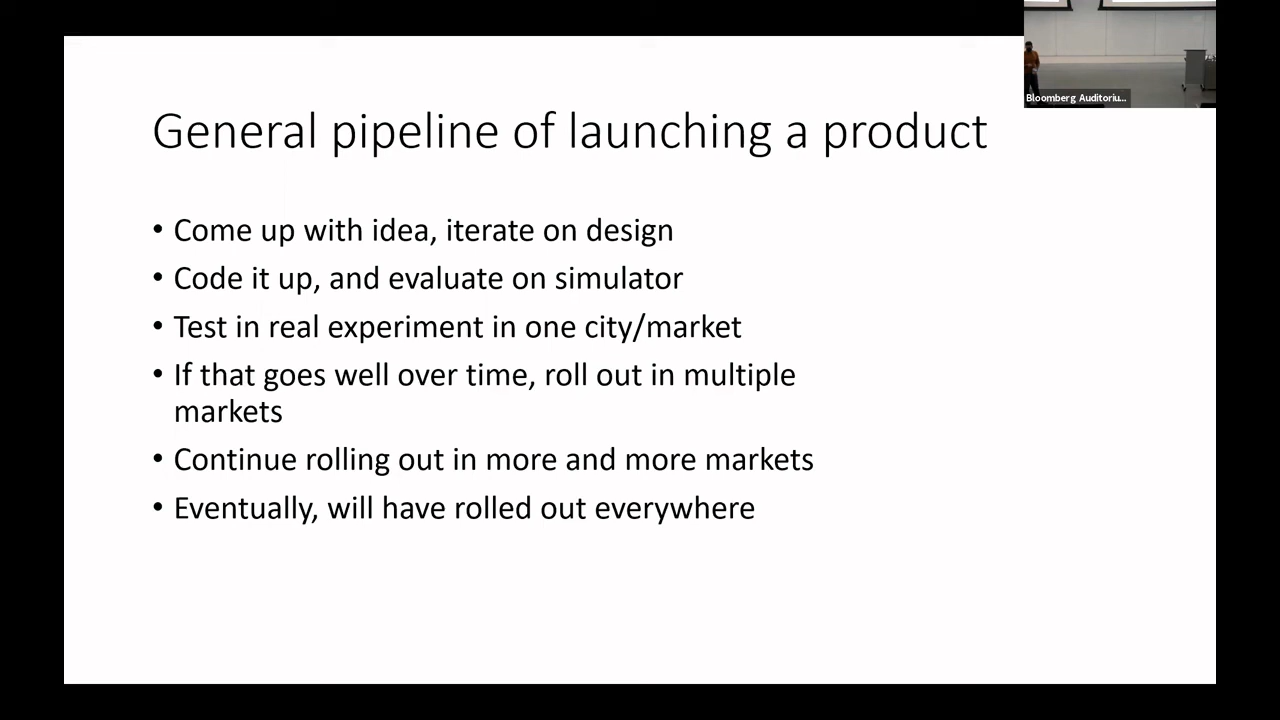 Bloomberg Auditoriu...
General pipeline of launching a product
• Come up with idea, iterate on design
• Code it up, and evaluate on simulator
• Test in real experiment in one city/market
• If that goes well over time, roll out in multiple
markets
• Continue rolling out in more and more markets
• Eventually, will have rolled out everywhere